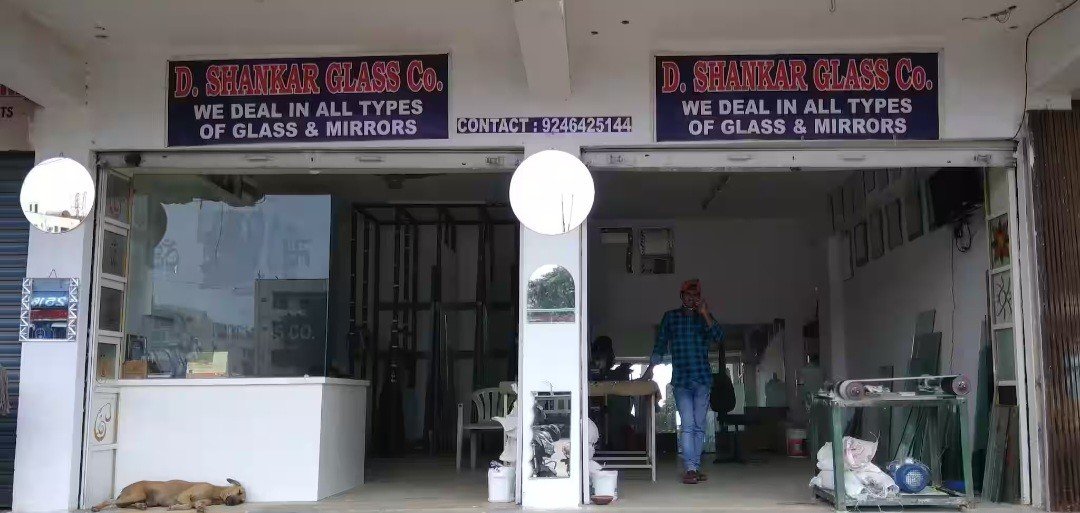 D. SHANKAR GLASS Co.
WE DEAL IN ALL TYPES
OF GLASS & MIRRORS
CONTACT : 9246425144
D. SHANKAR GLASS Co.
WE DEAL IN ALL TYPES
OF GLASS & MIRRORS